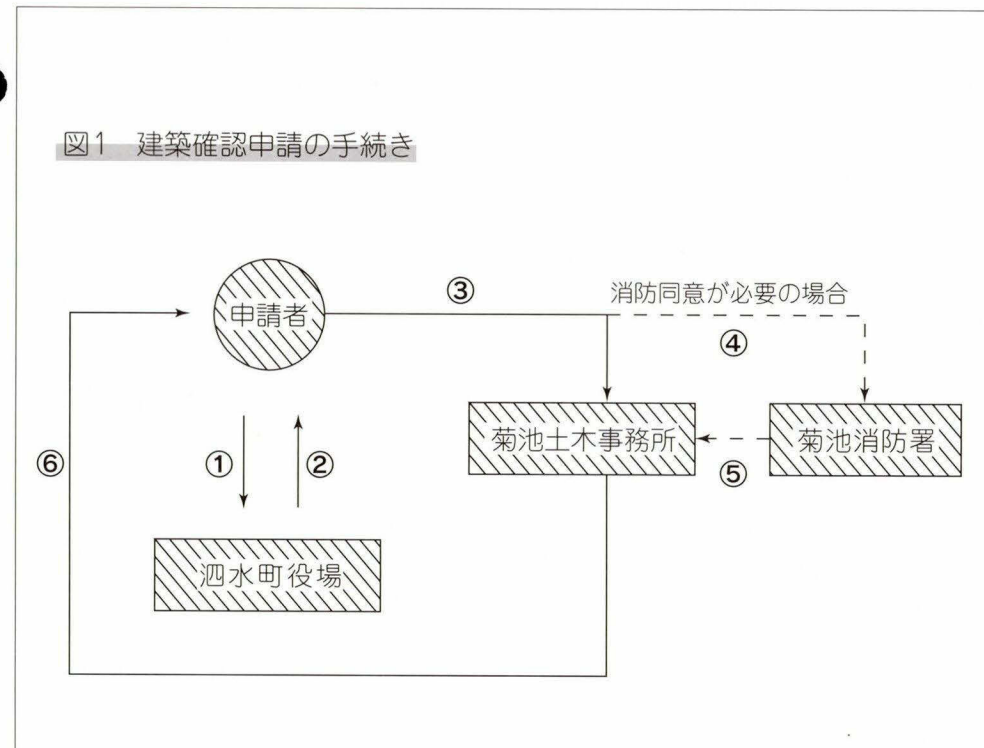 図1　建築確認申請の手続き
③
消防同意が必要の場合
申請者
④
菊池土木事務所
菊池消防署
⑥
①
②
⑤
泗水町役場